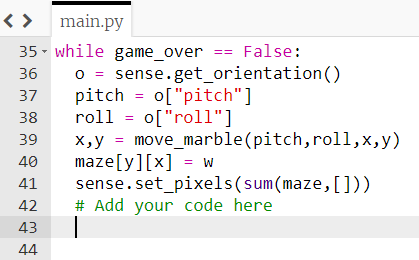 main.py
35 while game_over == False:
36   o = sense.get_orientation()
37   pitch = o["pitch"]
38   roll = o["roll"]
39   x,y = move_marble(pitch,roll,x,y)
40   maze[y][x] = w
41   sense.set_pixels(sum(maze,[]))
42   # Add your code here
43
44